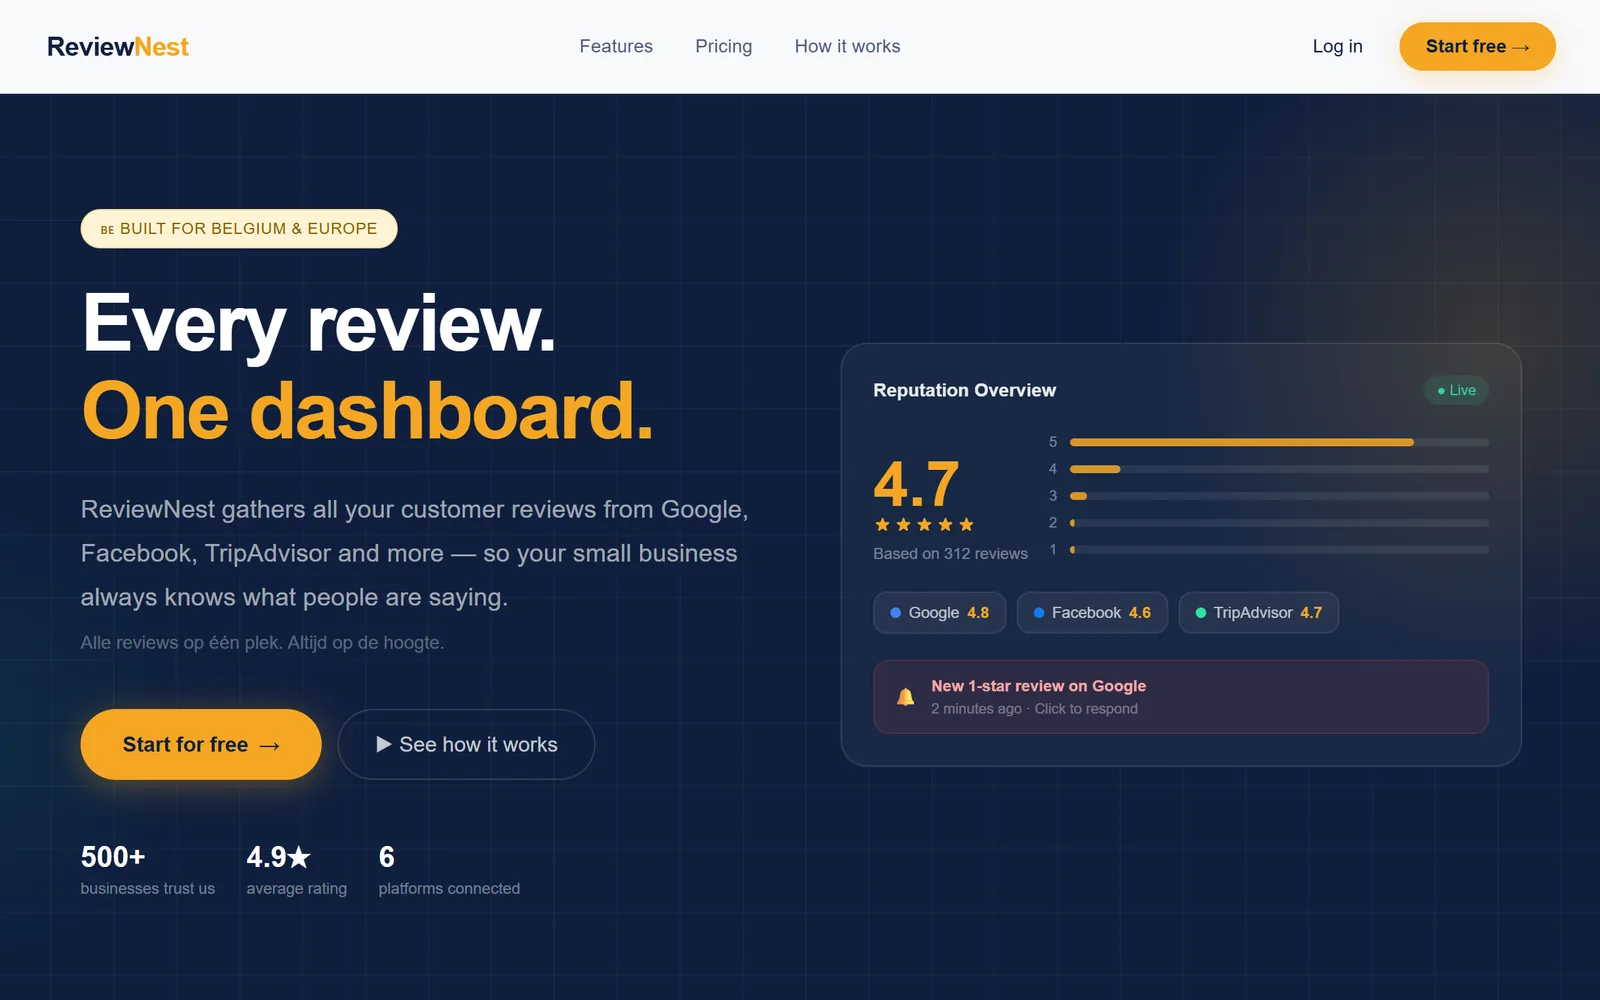 ReviewNest
Features
Pricing
How it works
Log in
Start free →
BE BUILT FOR BELGIUM & EUROPE
Every review.
One dashboard.
ReviewNest gathers all your customer reviews from Google,
Facebook, TripAdvisor and more — so your small business
always knows what people are saying.
Alle reviews op één plek. Altijd op de hoogte.
Start for free →
▶ See how it works
500+
businesses trust us
4.9★
average rating
6
platforms connected
Reputation Overview
● Live
4.7
★★★★★
Based on 312 reviews
5
4
3
2
1
Google 4.8
Facebook 4.6
TripAdvisor 4.7
New 1-star review on Google
2 minutes ago · Click to respond